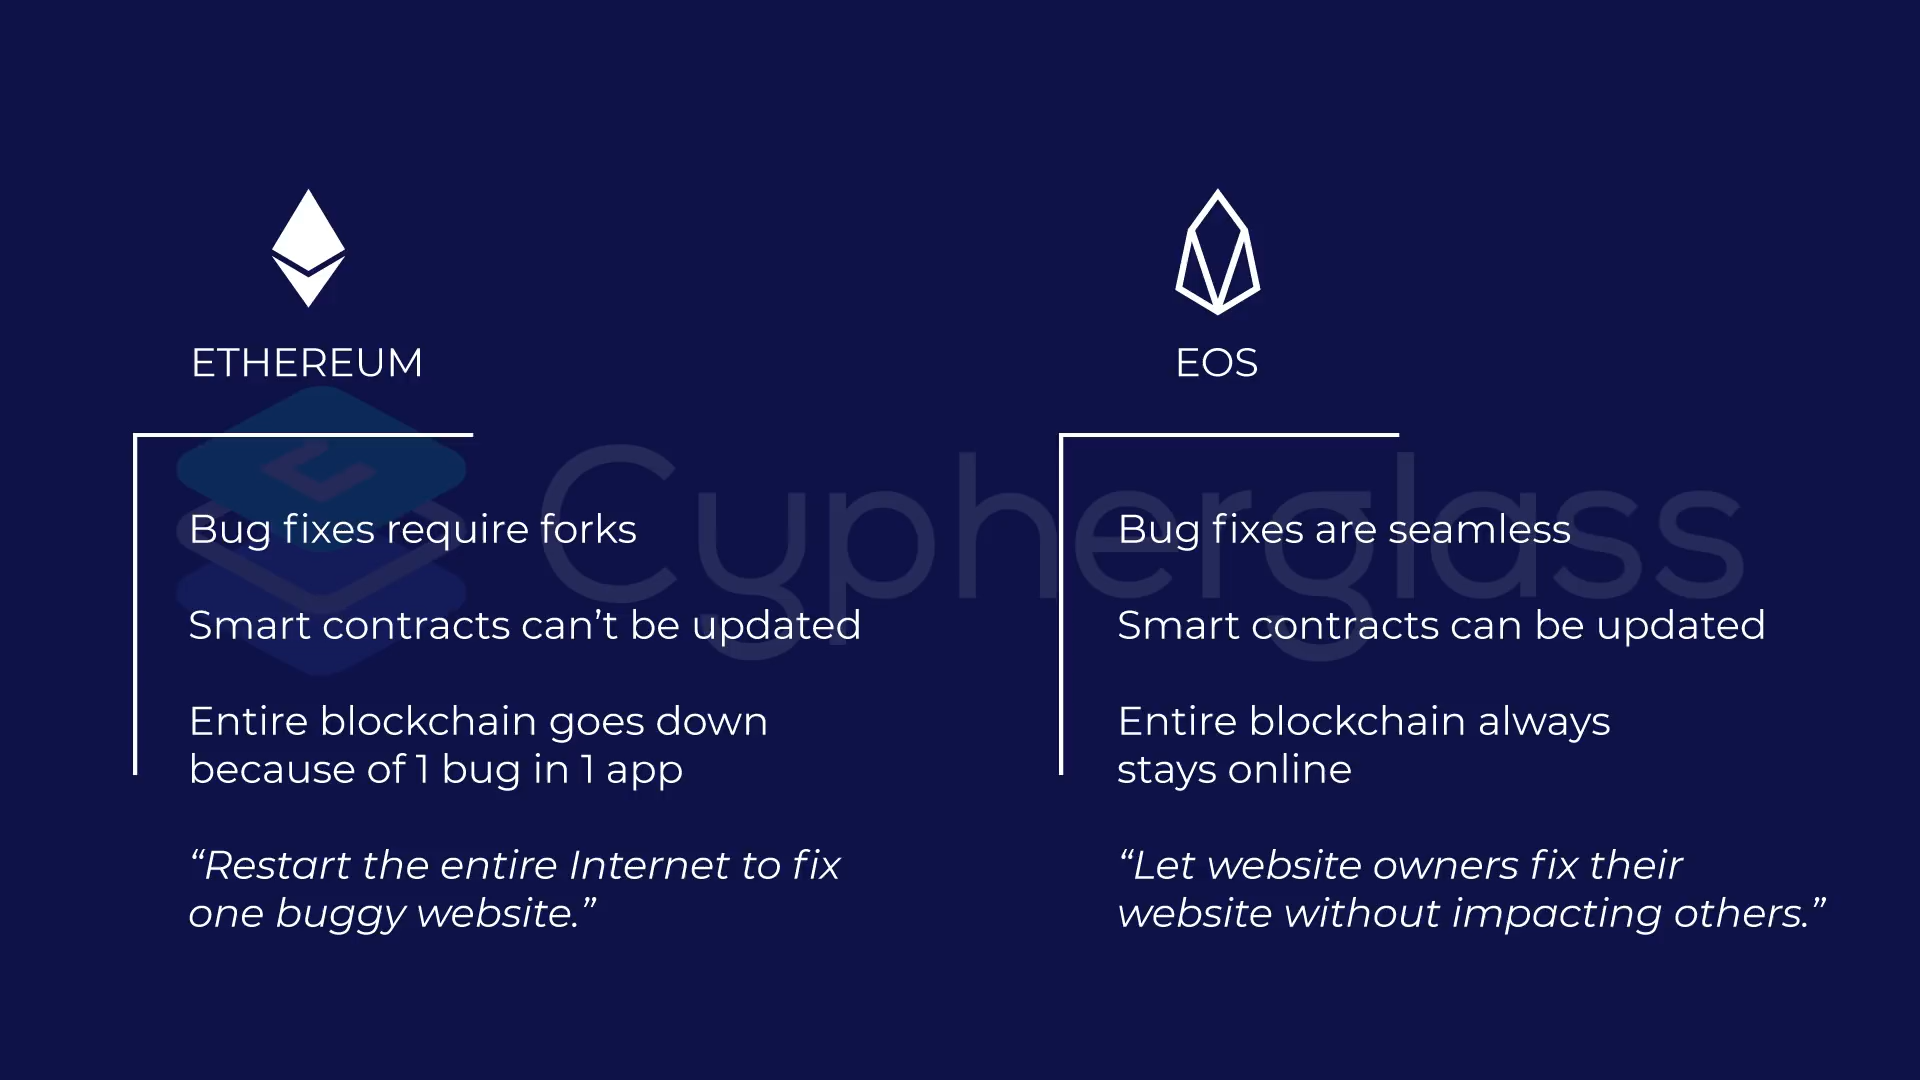 ETHEREUM
Bug fixes require forks
Smart contracts can’t be updated
Entire blockchain goes down
because of 1 bug in 1 app
“Restart the entire Internet to fix
one buggy website.”
EOS
Bug fixes are seamless
Smart contracts can be updated
Entire blockchain always
stays online
“Let website owners fix their
website without impacting others.”
Cypherglass